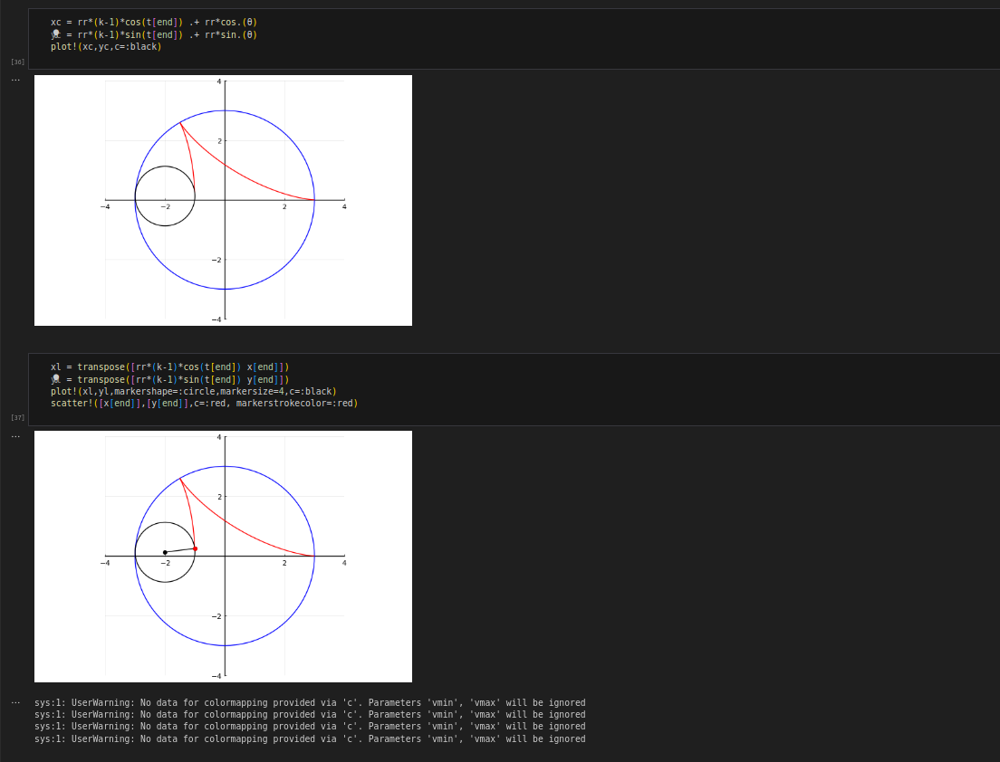 xc = rr*(k-1)*cos(t[end]) .+ rr*cos.(θ)
yc = rr*(k-1)*sin(t[end]) .+ rr*sin.(θ)
plot!(xc,yc,c=:black)
[36]
...
4
2
−4
−2
2
4
−2
−4
xl = transpose([rr*(k-1)*cos(t[end]) x[end]])
yl = transpose([rr*(k-1)*sin(t[end]) y[end]])
plot!(xl,yl,markershape=:circle,markersize=4,c=:black)
scatter!([x[end]],[y[end]],c=:red, markerstrokecolor=:red)
[37]
...
4
2
−4
−2
2
4
−2
−4
...
sys:1: UserWarning: No data for colormapping provided via 'c'. Parameters 'vmin', 'vmax' will be ignored
sys:1: UserWarning: No data for colormapping provided via 'c'. Parameters 'vmin', 'vmax' will be ignored
sys:1: UserWarning: No data for colormapping provided via 'c'. Parameters 'vmin', 'vmax' will be ignored
sys:1: UserWarning: No data for colormapping provided via 'c'. Parameters 'vmin', 'vmax' will be ignored